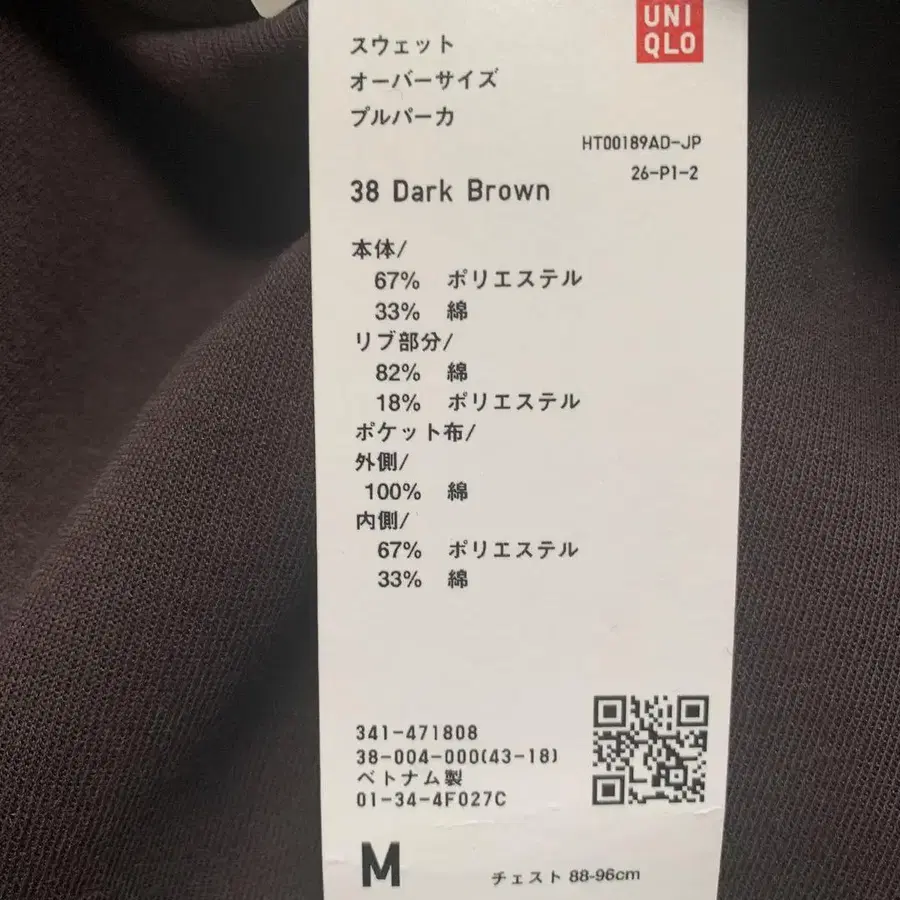 UNI
QLO
スウェット
オーバーサイズ
プルパーカ
HT00189AD-JP
26-P1-2
38 Dark Brown
本体/
67% ポリエステル
33% 綿
リブ部分/
82% 綿
18% ポリエステル
ポケット布/
外側/
100% 綿
内側/
67% ポリエステル
33% 綿
341-471808
38-004-000(43-18)
ベトナム製
01-34-4F027C
M
チェスト 88-96cm